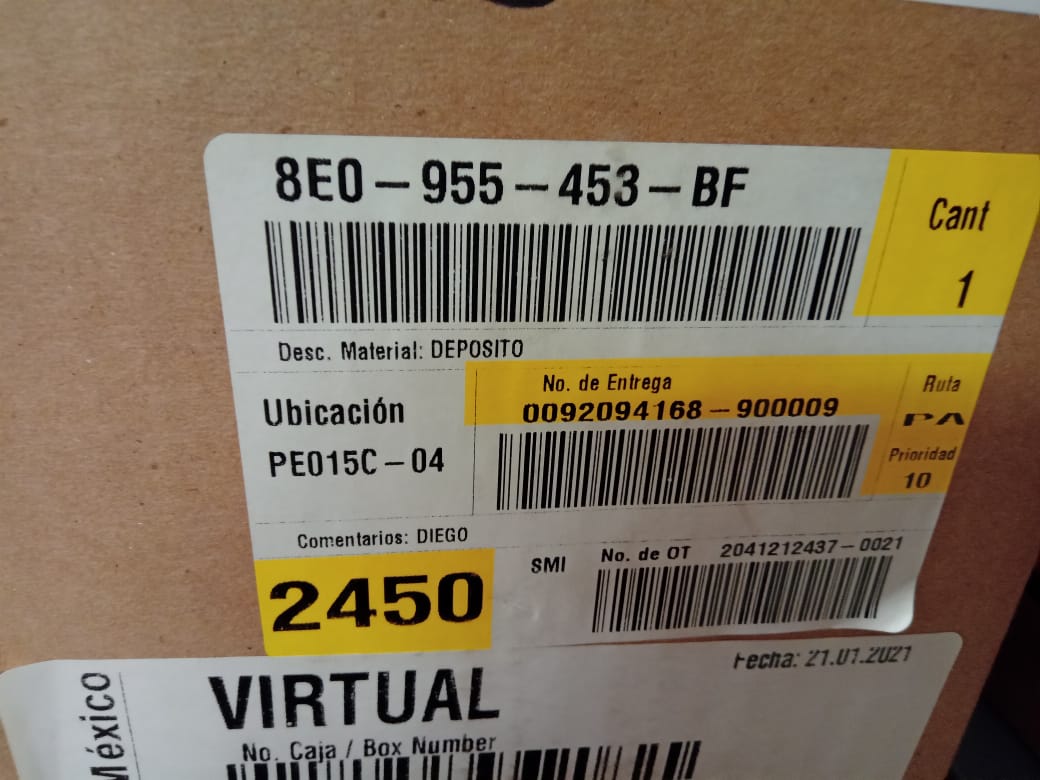 8E0-955-453-BF
Cant
1
Desc. Material: DEPOSITO
No. de Entrega
0092094168-900009
Ruta
PA
Ubicación
PE015C-04
Prioridad
10
Comentarios: DIEGO
2450
SMI
No. de OT 2041212437-0021
Fecha: 21.01.2021
México
VIRTUAL
No. Caja / Box Number